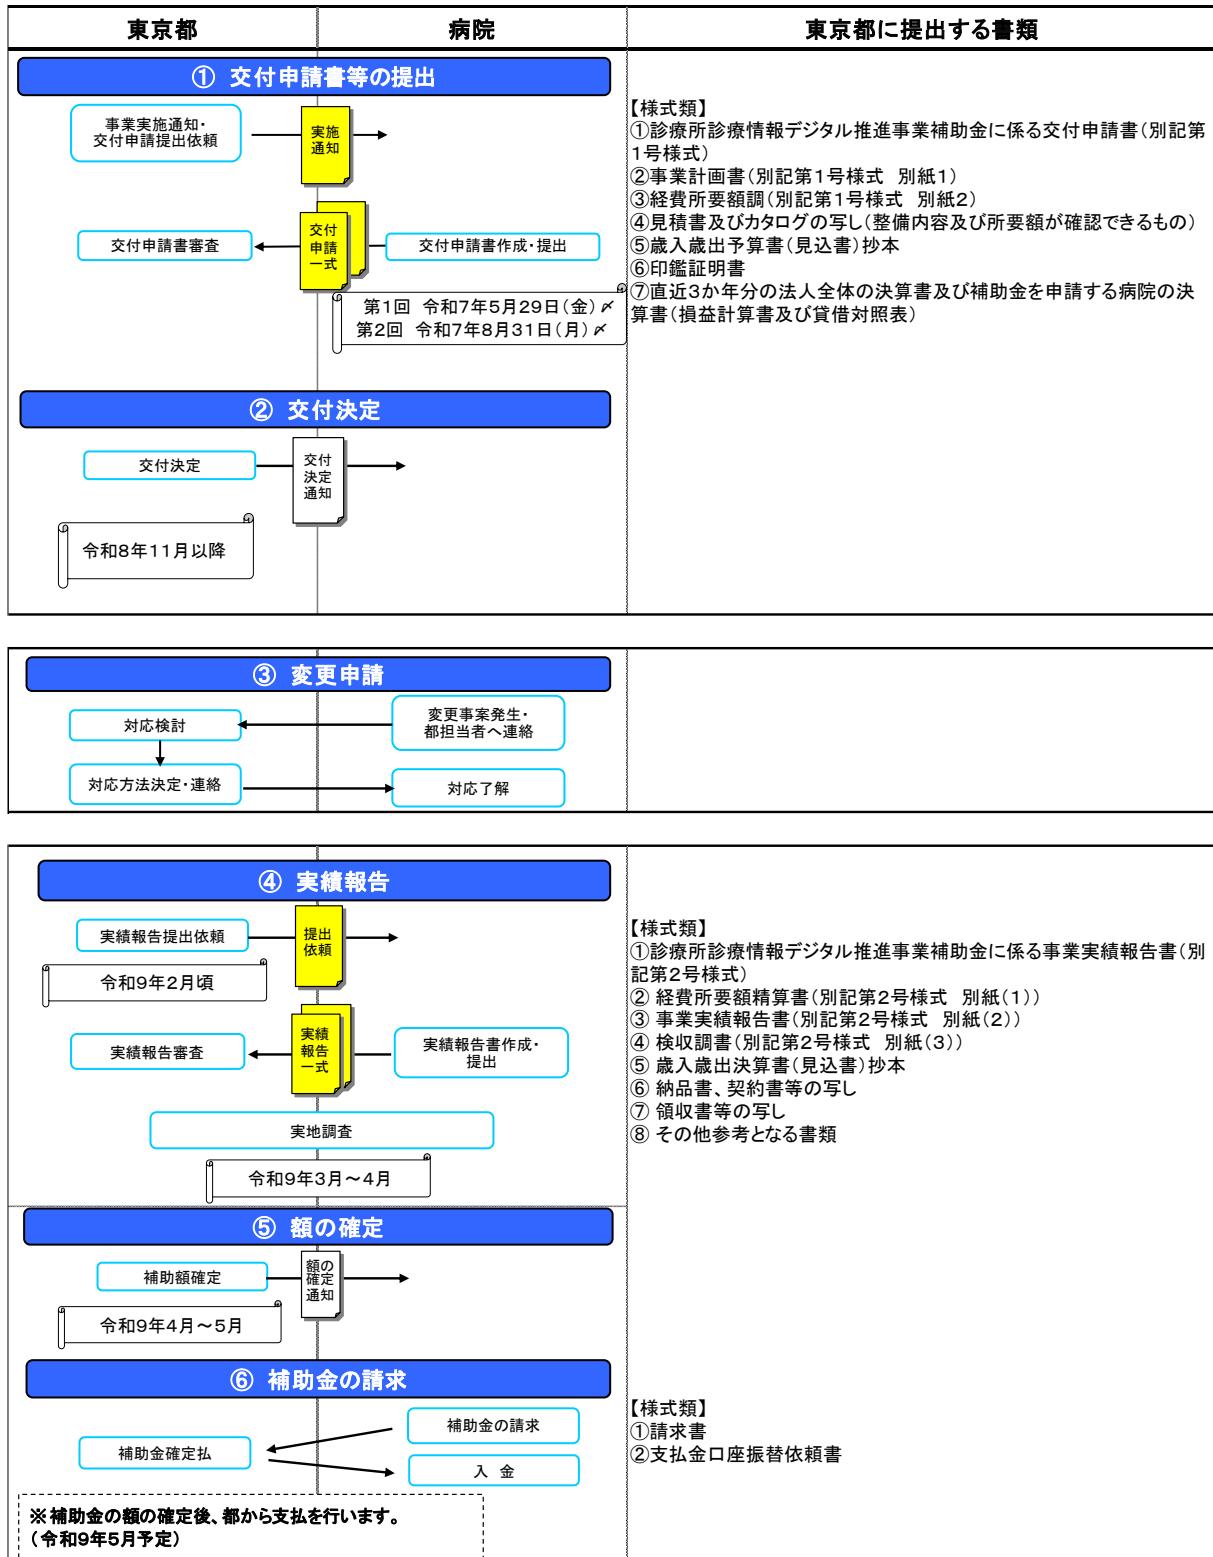 東京都
病院
東京都に提出する書類
① 交付申請書等の提出
事業実施通知・
交付申請提出依頼
実施
通知
交付申請書審査
交付
申請
一式
交付申請書作成・提出
第1回 令和7年5月29日(金)〆
第2回 令和7年8月31日(月)〆
【様式類】
①診療所診療情報デジタル推進事業補助金に係る交付申請書(別記第
1号様式)
②事業計画書(別記第1号様式 別紙1)
③経費所要額調(別記第1号様式 別紙2)
④見積書及びカタログの写し(整備内容及び所要額が確認できるもの)
⑤歳入歳出予算書(見込書)抄本
⑥印鑑証明書
⑦直近3か年分の法人全体の決算書及び補助金を申請する病院の決
算書(損益計算書及び貸借対照表)
② 交付決定
交付決定
交付
決定
通知
令和8年11月以降
③ 変更申請
対応検討
変更事案発生・
都担当者へ連絡
対応方法決定・連絡
対応了解
④ 実績報告
実績報告提出依頼
提出
依頼
令和9年2月頃
実績報告審査
実績
報告
一式
実績報告書作成・
提出
実地調査
令和9年3月~4月
【様式類】
①診療所診療情報デジタル推進事業補助金に係る事業実績報告書(別
記第2号様式)
② 経費所要額精算書(別記第2号様式 別紙(1))
③ 事業実績報告書(別記第2号様式 別紙(2))
④ 検収調書(別記第2号様式 別紙(3))
⑤ 歳入歳出決算書(見込書)抄本
⑥ 納品書、契約書等の写し
⑦ 領収書等の写し
⑧ その他参考となる書類
⑤ 額の確定
補助額確定
額の
確定
通知
令和9年4月~5月
⑥ 補助金の請求
補助金の請求
補助金確定払
入 金
※補助金の額の確定後、都から支払を行います。
(令和9年5月予定)
【様式類】
①請求書
②支払金口座振替依頼書